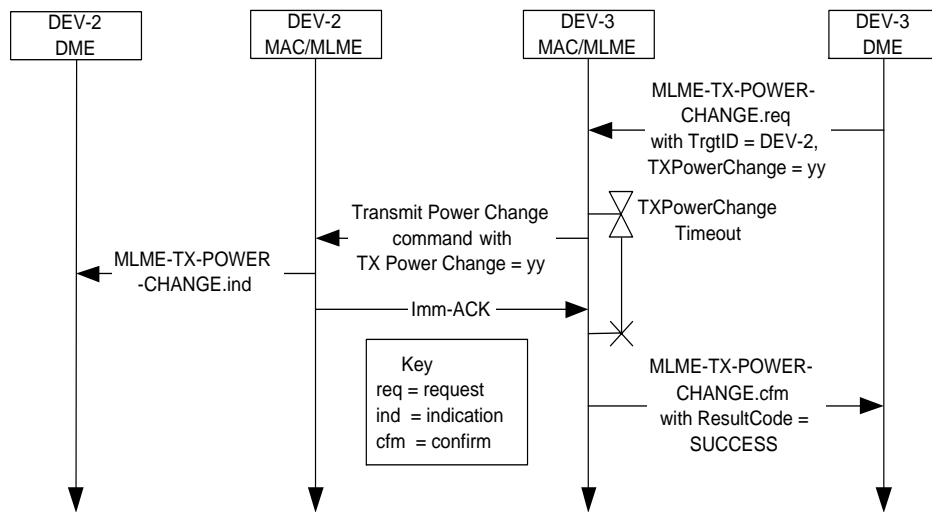 DEV-2
DME
DEV-2
MAC/MLME
DEV-3
MAC/MLME
DEV-3
DME
MLME-TX-POWER-
CHANGE.req
with TrgtID = DEV-2,
TXPowerChange = yy
TXPowerChange
Timeout
Transmit Power Change
command with
TX Power Change = yy
MLME-TX-POWER
-CHANGE.ind
Imm-ACK
Key
req = request
ind = indication
cfm = confirm
MLME-TX-POWER-
CHANGE.cfm
with ResultCode =
SUCCESS